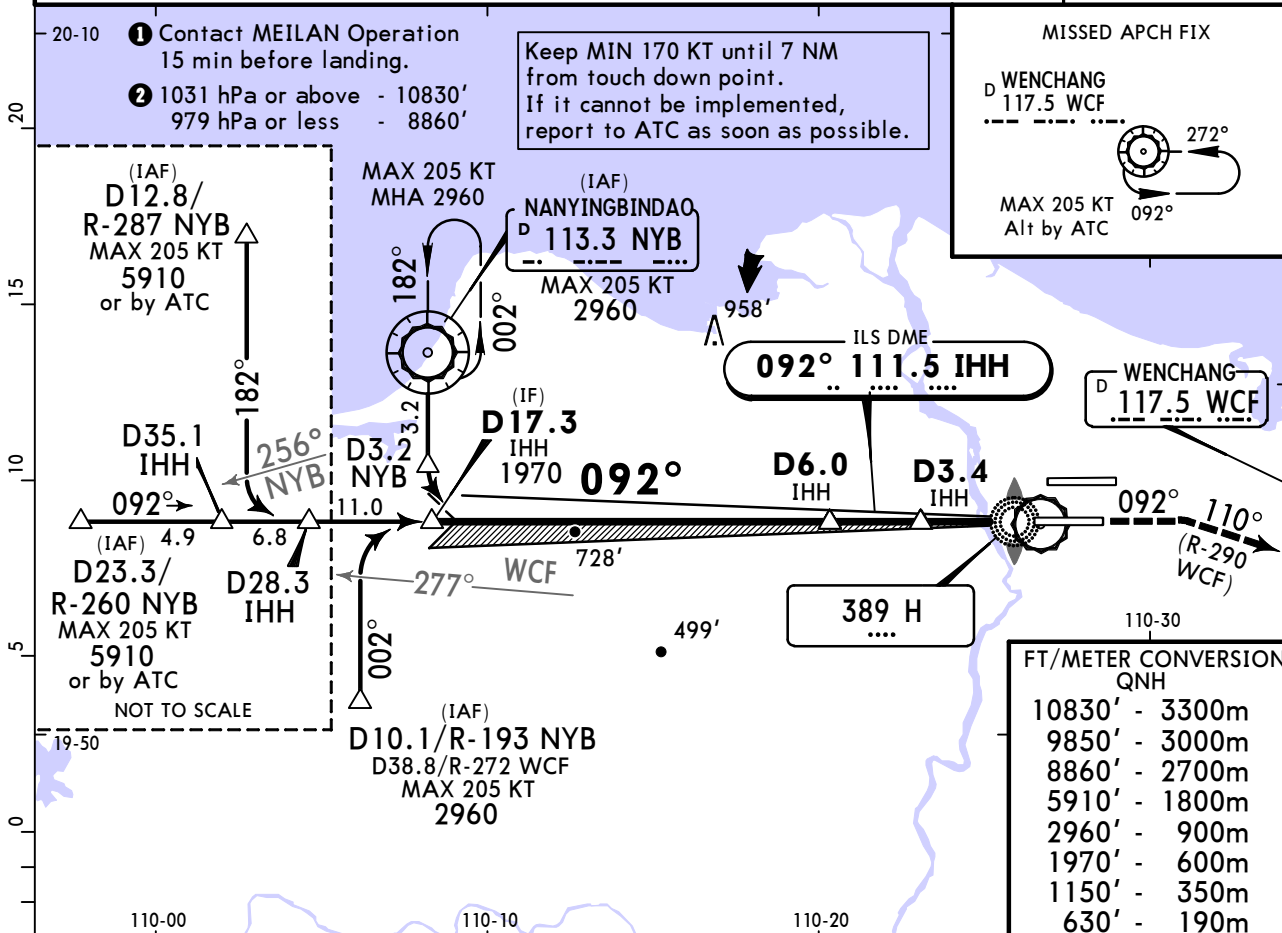 20-10
❶ Contact MEILAN Operation
15 min before landing.
❷ 1031 hPa or above - 10830'
979 hPa or less - 8860'
Keep MIN 170 KT until 7 NM
from touch down point.
If it cannot be implemented,
report to ATC as soon as possible.
MISSED APCH FIX
D WENCHANG
117.5 WCF
272°
092°
MAX 205 KT
Alt by ATC
20
15
10
5
0
(IAF)
D12.8/
R-287 NYB
MAX 205 KT
5910
or by ATC
182°
MAX 205 KT
MHA 2960
182°
002°
(IAF)
NANYINGBINDAO
D 113.3 NYB
MAX 205 KT
2960
958'
ILS DME
092° 111.5 IHH
WENCHANG
D 117.5 WCF
D35.1
IHH
256°
NYB
D3.2
NYB
3.2
(IF)
D17.3
IHH
1970
092°
D6.0
IHH
D3.4
IHH
092°
4.9
6.8
11.0
092°
110°
(R-290
WCF)
(IAF)
D23.3/
R-260 NYB
MAX 205 KT
5910
or by ATC
D28.3
IHH
NOT TO SCALE
728'
277° WCF
002°
389 H
499'
(IAF)
D10.1/R-193 NYB
D38.8/R-272 WCF
MAX 205 KT
2960
19-50
110-30
FT/METER CONVERSION
QNH
10830' - 3300m
9850' - 3000m
8860' - 2700m
5910' - 1800m
2960' - 900m
1970' - 600m
1150' - 350m
630' - 190m
110-00
110-10
110-20